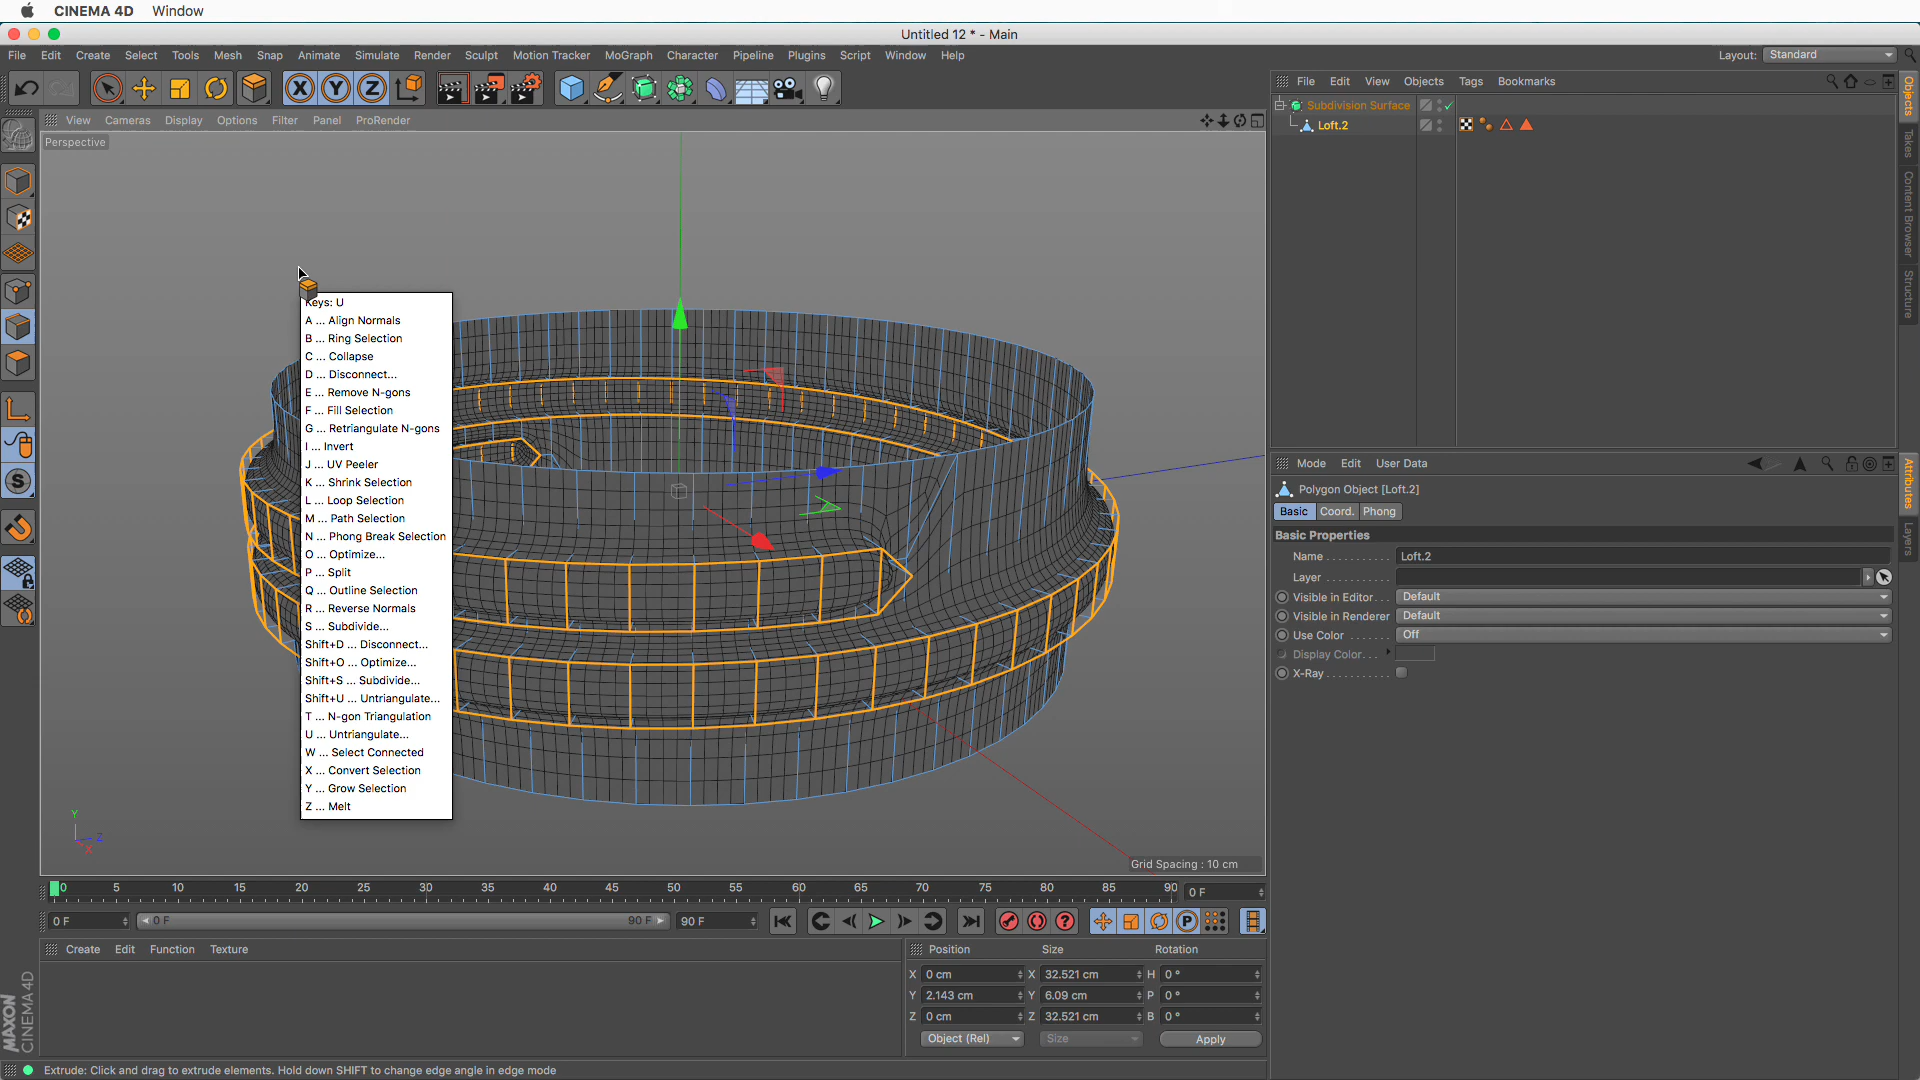 CINEMA 4D Window
Untitled 12 * - Main
File Edit Create Select Tools Mesh Snap Animate Simulate Render Sculpt Motion Tracker MoGraph Character Pipeline Plugins Script Window Help
Layout: Standard
File Edit View Objects Tags Bookmarks
View Cameras Display Options Filter Panel ProRender
Perspective
Subdivision Surface
Loft.2
Objects
Takes
Content Browser
Structure
Keys: U
A ... Align Normals
B ... Ring Selection
C ... Collapse
D ... Disconnect...
E ... Remove N-gons
F ... Fill Selection
G ... Retriangulate N-gons
I ... Invert
J ... UV Peeler
K ... Shrink Selection
L ... Loop Selection
M ... Path Selection
N ... Phong Break Selection
O ... Optimize...
P ... Split
Q ... Outline Selection
R ... Reverse Normals
S ... Subdivide...
Shift+D ... Disconnect...
Shift+O ... Optimize...
Shift+S ... Subdivide...
Shift+U ... Untriangulate...
T ... N-gon Triangulation
U ... Untriangulate...
W ... Select Connected
X ... Convert Selection
Y ... Grow Selection
Z ... Melt
Mode Edit User Data
Polygon Object [Loft.2]
Basic Coord. Phong
Basic Properties
Name . . . . . . . . . . Loft.2
Layer . . . . . . . . . .
Visible in Editor . . . Default
Visible in Renderer Default
Use Color . . . . . . Off
Display Color . . .
X-Ray . . . . . . . . . .
Attributes
Layers
Y
Z
X
Grid Spacing : 10 cm
0 5 10 15 20 25 30 35 40 45 50 55 60 65 70 75 80 85 90 0 F
0 F 0 F 90 F 90 F
Create Edit Function Texture
Position Size Rotation
X 0 cm X 32.521 cm H 0 °
Y 2.143 cm Y 6.09 cm P 0 °
Z 0 cm Z 32.521 cm B 0 °
Object (Rel) Size Apply
MAXON
CINEMA 4D
Extrude: Click and drag to extrude elements. Hold down SHIFT to change edge angle in edge mode